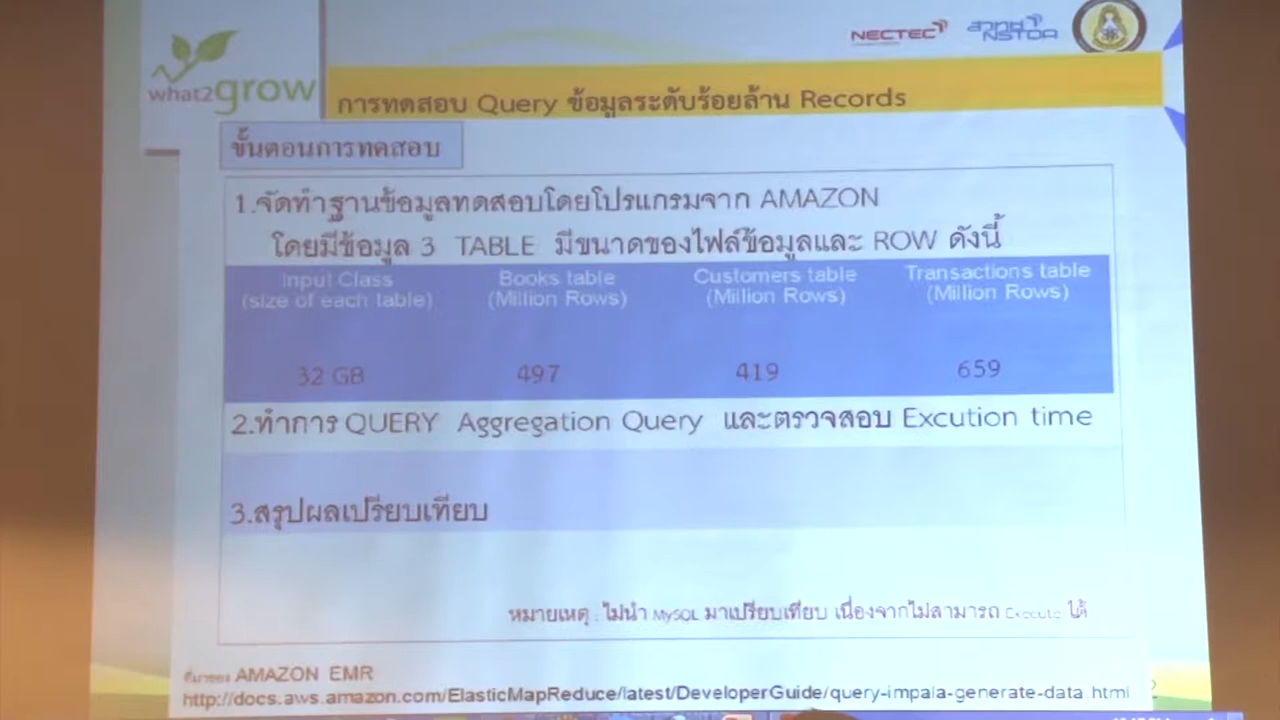 NECTEC
สวทช
NSTDA
what2grow
การทดสอบ Query ข้อมูลระดับร้อยล้าน Records
ขั้นตอนการทดสอบ
1.จัดทำฐานข้อมูลทดสอบโดยโปรแกรมจาก AMAZON
โดยมีข้อมูล 3 TABLE มีขนาดของไฟล์ข้อมูลและ ROW ดังนี้
Input Class Books table Customers table Transactions table
(size of each table) (Million Rows) (Million Rows) (Million Rows)
32 GB 497 419 659
2.ทำการ QUERY Aggregation Query และตรวจสอบ Excution time
3.สรุปผลเปรียบเทียบ
หมายเหตุ : ไม่นำ MySQL มาเปรียบเทียบ เนื่องจากไม่สามารถ Execute ได้
ที่มาของ AMAZON EMR
http://docs.aws.amazon.com/ElasticMapReduce/latest/DeveloperGuide/query-impala-generate-data.html